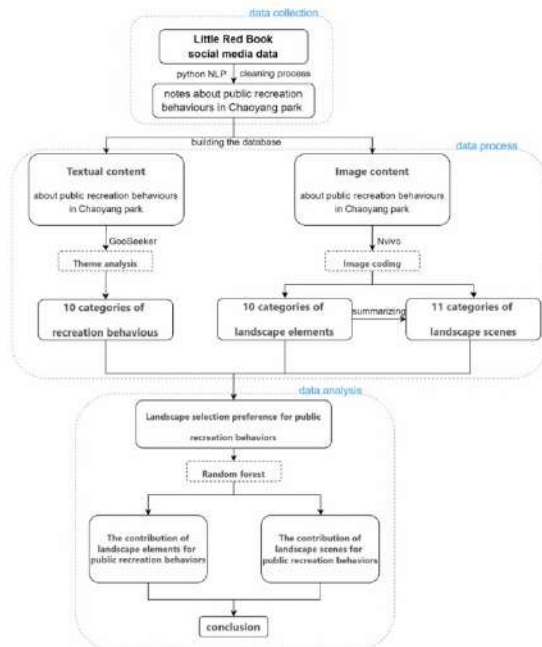 data collection
Little Red Book
social media data
python NLP cleaning process
notes about public recreation
behaviours in Chaoyang park
building the database
data process
Textual content
about public recreation behaviours
in Chaoyang park
Image content
about public recreation behaviours
in Chaoyang park
GooSeeker
Nvivo
Theme analysis
Image coding
10 categories of
recreation behavious
10 categories of
landscape elements
summarizing
11 categories of
landscape scenes
data analysis
Landscape selection preference for public
recreation behaviors
Random forest
The contribution of
landscape elements for
public recreation behaviors
The contribution of
landscape scenes for
public recreation behaviors
conclusion